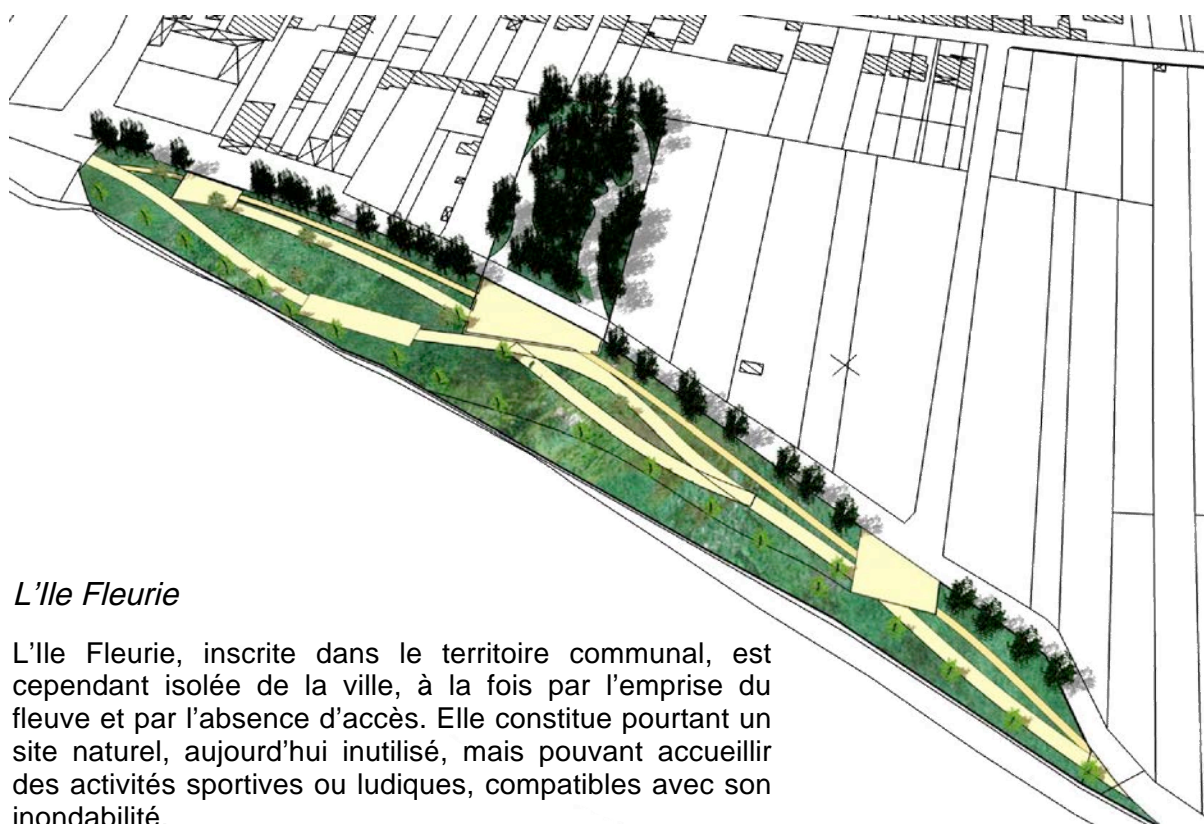 L'Ile Fleurie
L'Ile Fleurie, inscrite dans le territoire communal, est
cependant isolée de la ville, à la fois par l'emprise du
fleuve et par l'absence d'accès. Elle constitue pourtant un
site naturel, aujourd'hui inutilisé, mais pouvant accueillir
des activités sportives ou ludiques, compatibles avec son
inondabilité.